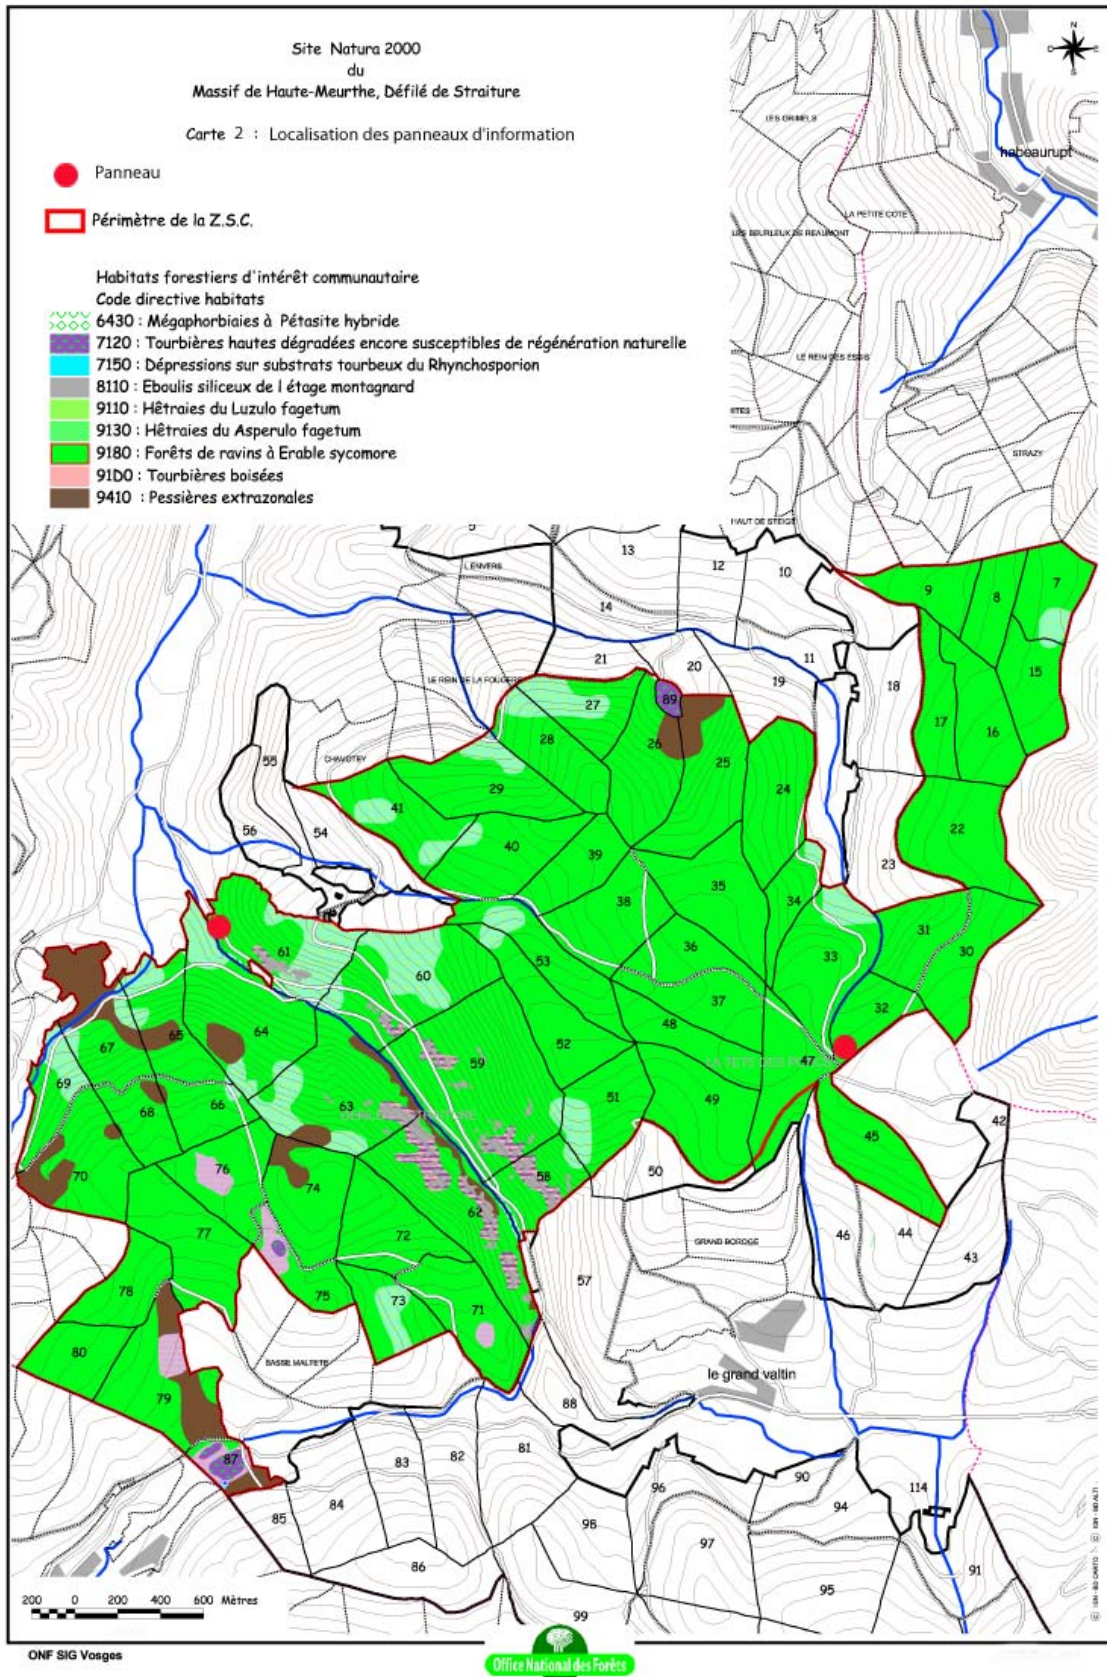 Site Natura 2000
du
Massif de Haute-Meurthe, Défilé de Straiture
Carte 2 : Localisation des panneaux d'information
Panneau
Périmètre de la Z.S.C.
Habitats forestiers d'intérêt communautaire
Code directive habitats
6430 : Mégaphorbiaies à Pétasite hybride
7120 : Tourbières hautes dégradées encore susceptibles de régénération naturelle
7150 : Dépressions sur substrats tourbeux du Rhynchosporion
8110 : Eboulis siliceux de l étage montagnard
9110 : Hêtraies du Luzulo fagetum
9130 : Hêtraies du Asperulo fagetum
9180 : Forêts de ravins à Erable sycomore
91D0 : Tourbières boisées
9410 : Pessières extrazonales
N
O E
S
LES GRIMELS
habeaurupt
LA PETITE COTE
LES BEURLEUX DE REAUMONT
LE REIN DES ESSIS
STRAZY
HAUT DE STEIGE
L'ENVERS
13
12
10
14
9
8
7
21
20
11
19
18
15
LE REIN DE LA FOUGERE
27
89
17
16
28
26
25
55
CHAVOTEY
29
24
41
56
54
40
39
22
23
35
38
34
36
31
30
61
60
53
33
37
32
64
65
67
48
52
59
47
LA TETE DES
69
68
66
63
51
49
45
42
50
70
76
74
58
62
77
72
46
44
43
GRAND BORDGE
57
78
75
73
71
80
BASSE MALTETE
79
le grand valtin
88
87
83
82
81
90
96
94
114
84
85
98
97
86
95
91
99
200 0 200 400 600 Mètres
© IGN - BD CARTO © IGN - BD ALTI
ONF SIG Vosges
Office National des Forêts